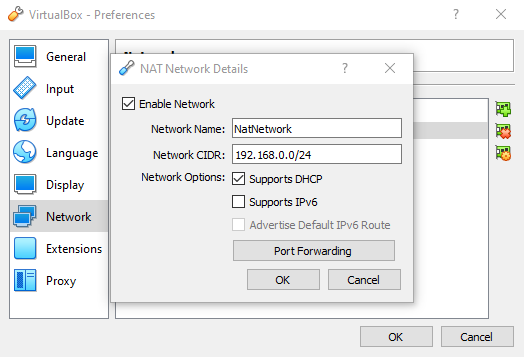 VirtualBox - Preferences
General
Input
Update
Language
Display
Network
Extensions
Proxy
NAT Network Details
Enable Network
Network Name: NatNetwork
Network CIDR: 192.168.0.0/24
Network Options: Supports DHCP
Supports IPv6
Advertise Default IPv6 Route
Port Forwarding
OK Cancel
OK Cancel